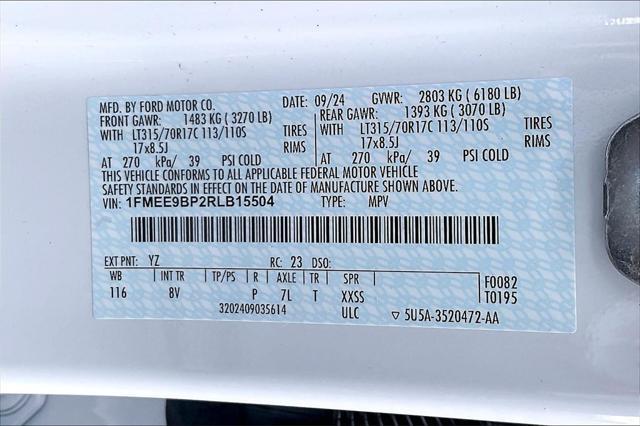 MFD. BY FORD MOTOR CO. DATE: 09/24 GVWR: 2803 KG ( 6180 LB)
FRONT GAWR: 1483 KG ( 3270 LB) REAR GAWR: 1393 KG ( 3070 LB)
WITH LT315/70R17C 113/110S TIRES WITH LT315/70R17C 113/110S TIRES
17x8.5J RIMS 17x8.5J RIMS
AT 270 kPa/ 39 PSI COLD AT 270 kPa/ 39 PSI COLD
THIS VEHICLE CONFORMS TO ALL APPLICABLE FEDERAL MOTOR VEHICLE
SAFETY STANDARDS IN EFFECT ON THE DATE OF MANUFACTURE SHOWN ABOVE.
VIN: 1FMEE9BP2RLB15504 TYPE: MPV
EXT PNT: YZ RC: 23 DSO:
WB INT TR TP/PS R AXLE TR SPR F0082
116 8V P 7L T XXSS T0195
3202409035614 ULC ▽ 5U5A-3520472-AA